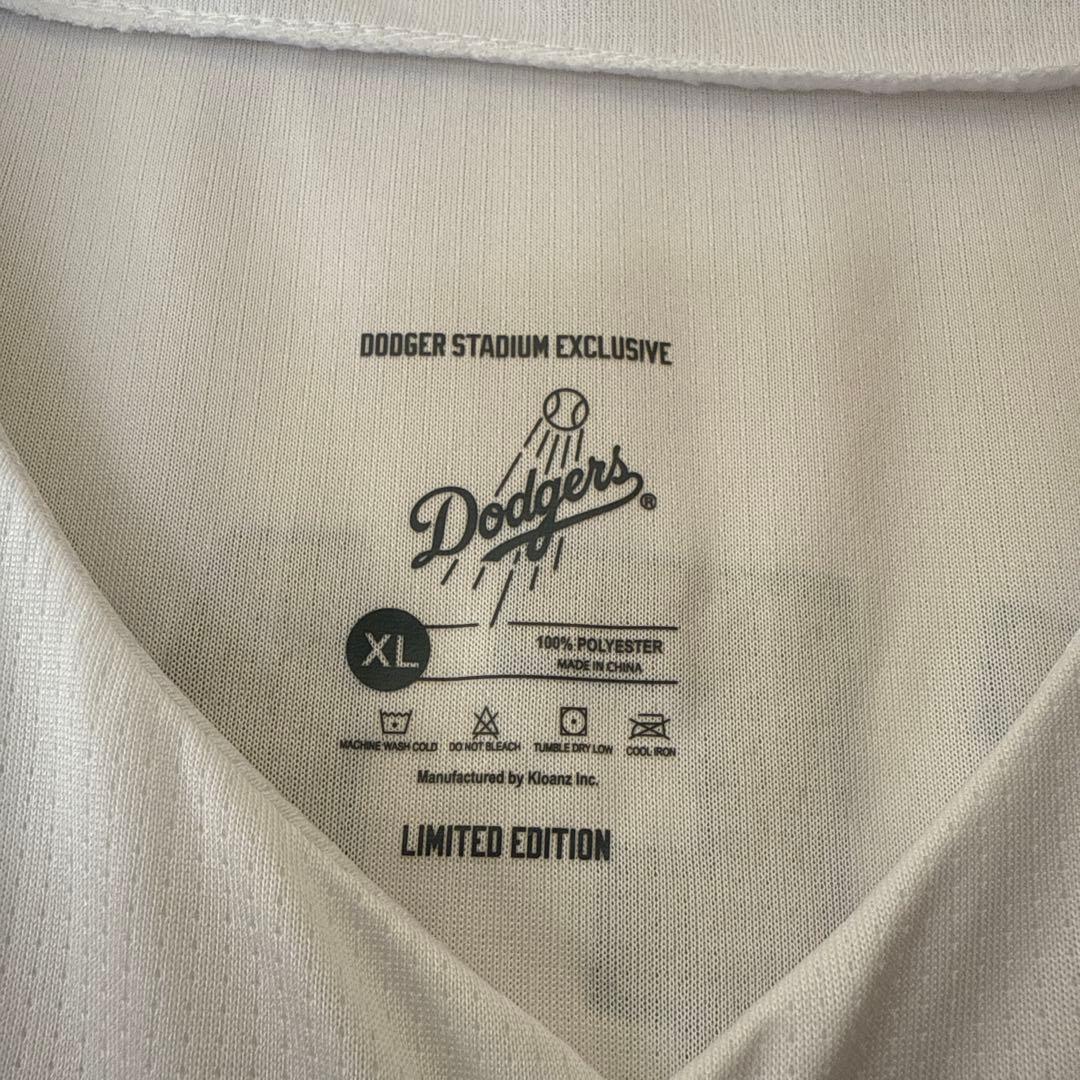 DODGER STADIUM EXCLUSIVE
Dodgers ®
XL
100% POLYESTER
MADE IN CHINA
MACHINE WASH COLD DO NOT BLEACH TUMBLE DRY LOW COOL IRON
Manufactured by Kloanz Inc.
LIMITED EDITION